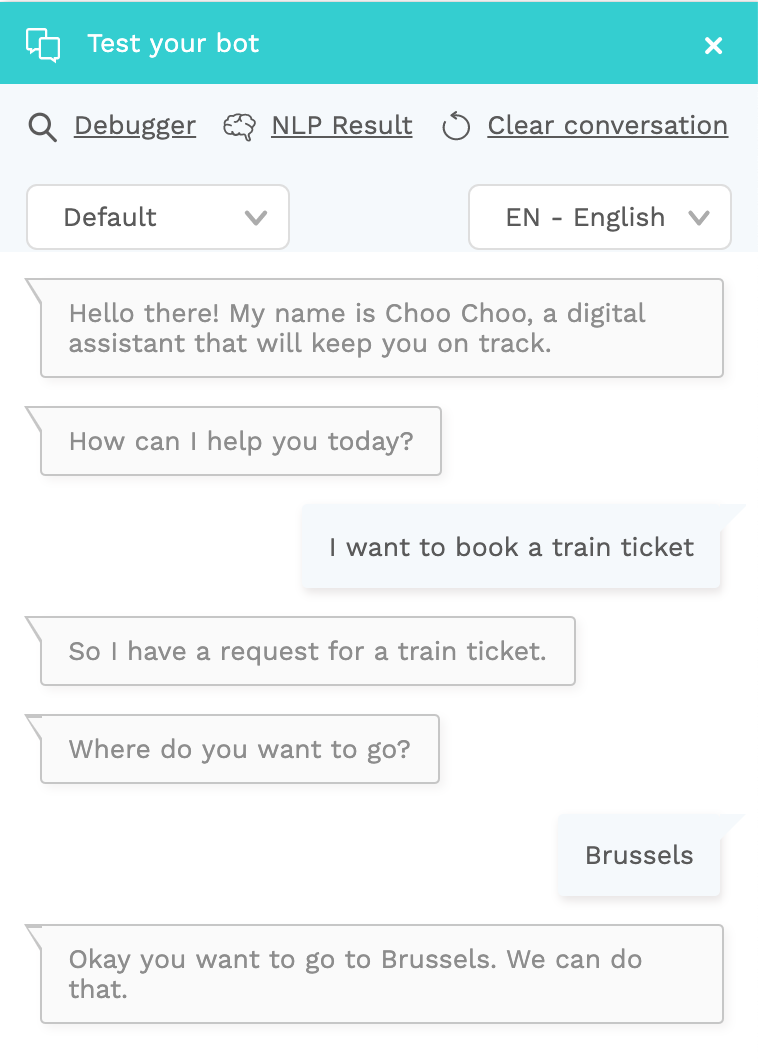 Test your bot
Debugger NLP Result Clear conversation
Default EN - English
Hello there! My name is Choo Choo, a digital
assistant that will keep you on track.
How can I help you today?
I want to book a train ticket
So I have a request for a train ticket.
Where do you want to go?
Brussels
Okay you want to go to Brussels. We can do
that.